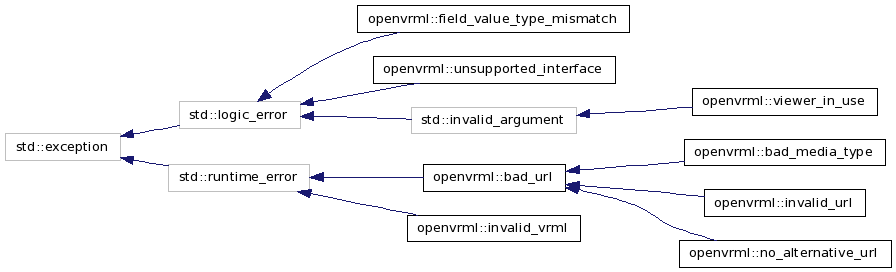 openvrml::field_value_type_mismatch
openvrml::unsupported_interface
std::logic_error
openvrml::viewer_in_use
std::invalid_argument
std::exception
openvrml::bad_media_type
std::runtime_error
openvrml::bad_url
openvrml::invalid_url
openvrml::invalid_vrml
openvrml::no_alternative_url